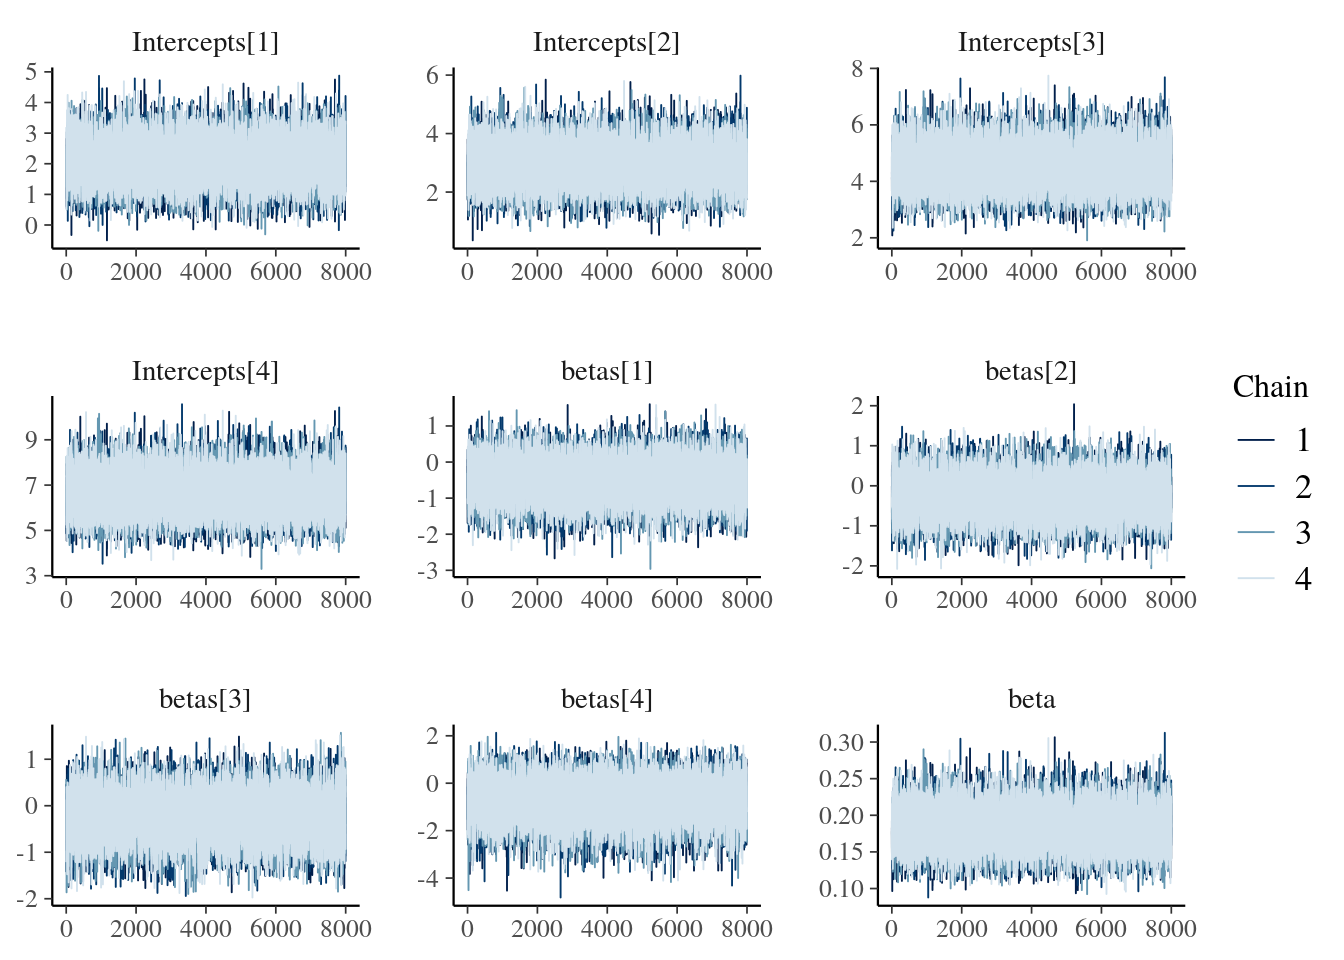 Intercepts[1] Intercepts[2] Intercepts[3]
5 4 3 2 1 0
6 4 2
8 6 4 2
0 2000 4000 6000 8000 0 2000 4000 6000 8000 0 2000 4000 6000 8000
Intercepts[4] betas[1] betas[2]
9 7 5 3
1 0 -1 -2 -3
2 1 0 -1 -2
0 2000 4000 6000 8000 0 2000 4000 6000 8000 0 2000 4000 6000 8000
Chain
1
2
3
4
betas[3] betas[4] beta
1 0 -1 -2
2 0 -2 -4
0.30 0.25 0.20 0.15 0.10
0 2000 4000 6000 8000 0 2000 4000 6000 8000 0 2000 4000 6000 8000